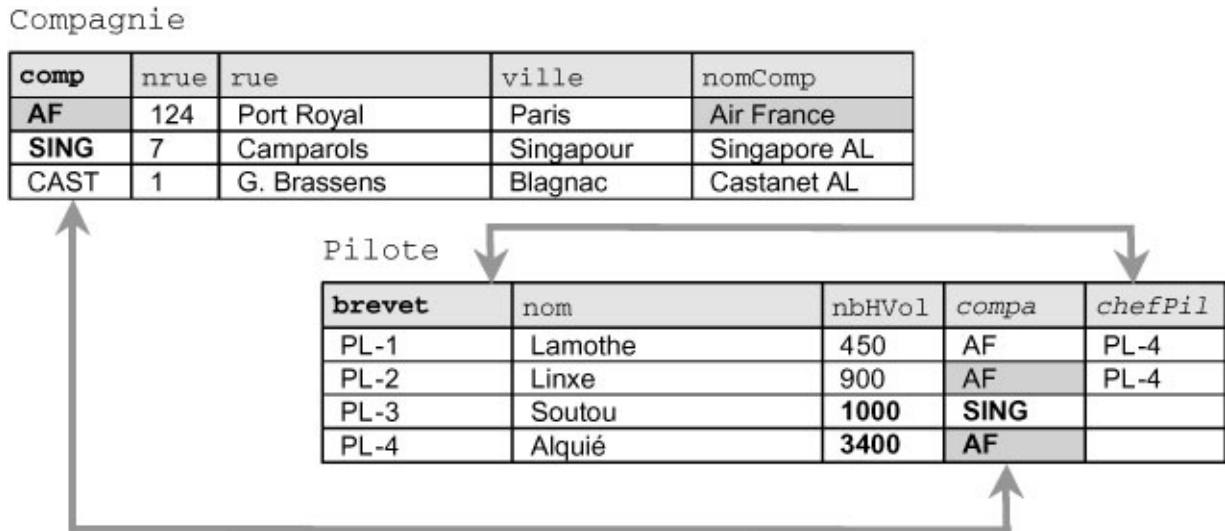 Compagnie
comp nrue rue ville nomComp
AF 124 Port Royal Paris Air France
SING 7 Camparols Singapour Singapore AL
CAST 1 G. Brassens Blagnac Castanet AL
Pilote
brevet nom nbHVol compa chefPil
PL-1 Lamothe 450 AF PL-4
PL-2 Linxe 900 AF PL-4
PL-3 Soutou 1000 SING
PL-4 Alquié 3400 AF